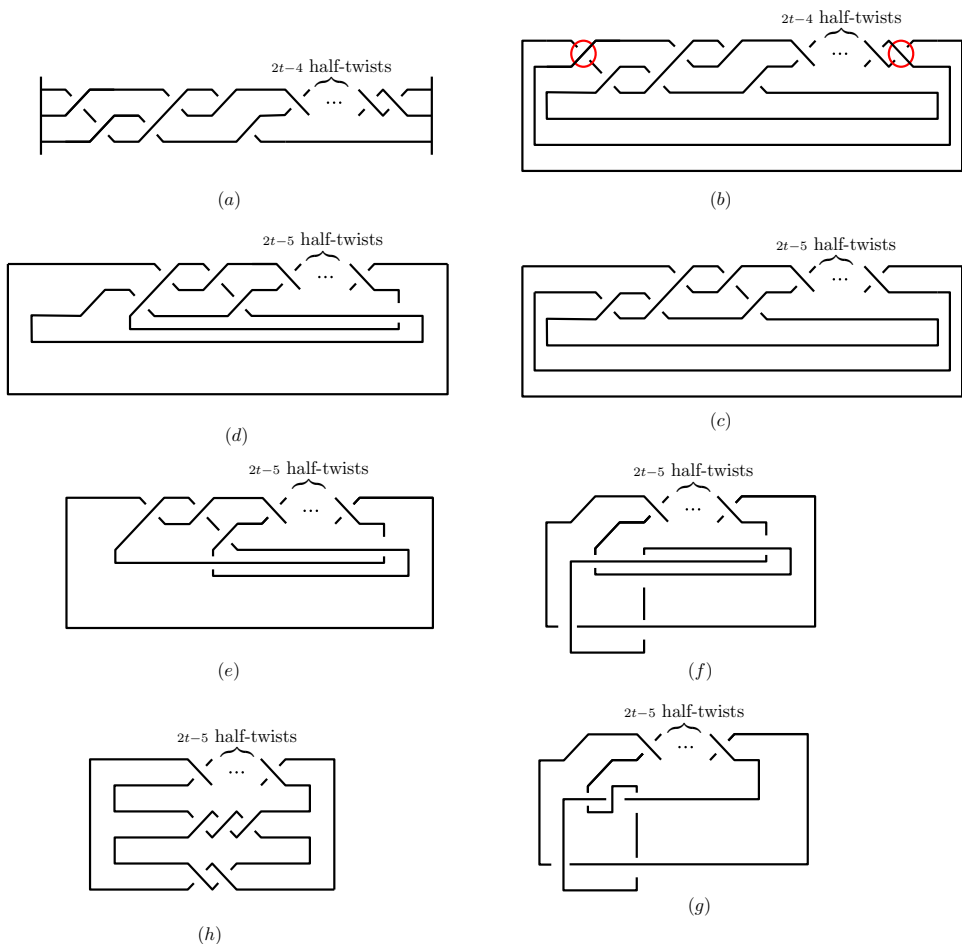 2t−4 half-twists
...
(a)
2t−4 half-twists
...
(b)
2t−5 half-twists
...
(d)
2t−5 half-twists
...
(c)
2t−5 half-twists
...
(e)
2t−5 half-twists
...
(f)
2t−5 half-twists
...
(h)
2t−5 half-twists
...
(g)